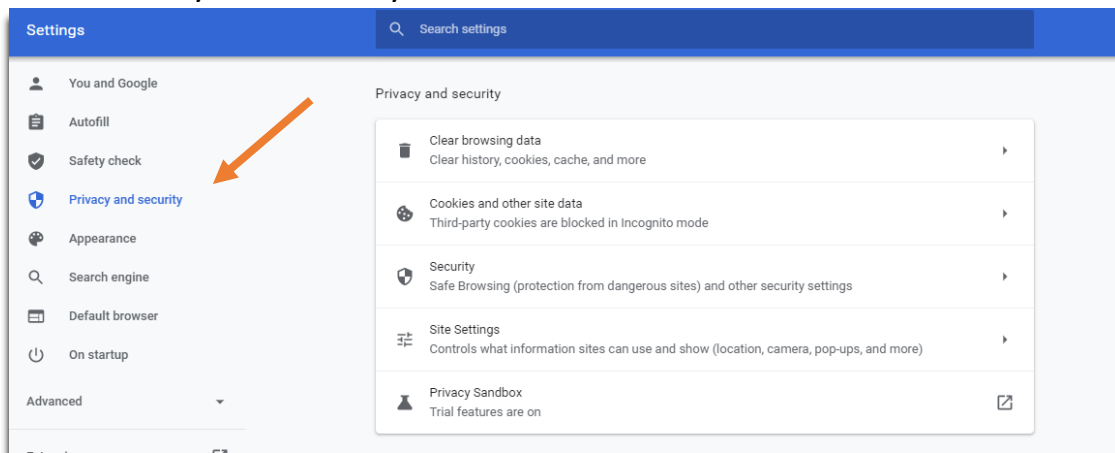 Settings
Search settings
You and Google
Autofill
Safety check
Privacy and security
Appearance
Search engine
Default browser
On startup
Advanced
Privacy and security
Clear browsing data
Clear history, cookies, cache, and more
Cookies and other site data
Third-party cookies are blocked in Incognito mode
Security
Safe Browsing (protection from dangerous sites) and other security settings
Site Settings
Controls what information sites can use and show (location, camera, pop-ups, and more)
Privacy Sandbox
Trial features are on